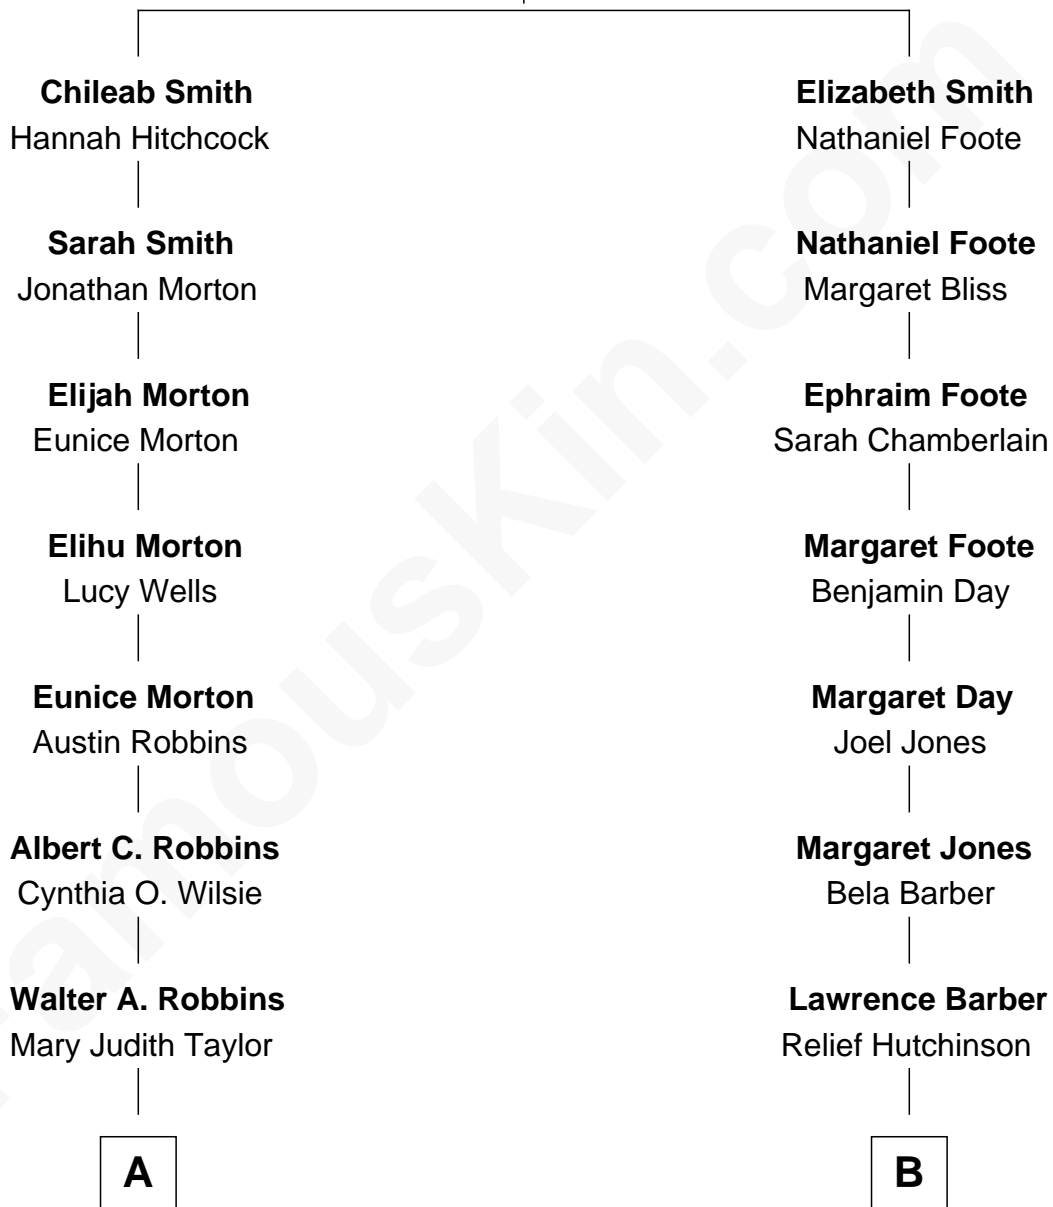 Chileab Smith
Hannah Hitchcock
Sarah Smith
Jonathan Morton
Elijah Morton
Eunice Morton
Elihu Morton
Lucy Wells
Eunice Morton
Austin Robbins
Albert C. Robbins
Cynthia O. Wilsie
Walter A. Robbins
Mary Judith Taylor
A
Elizabeth Smith
Nathaniel Foote
Nathaniel Foote
Margaret Bliss
Ephraim Foote
Sarah Chamberlain
Margaret Foote
Benjamin Day
Margaret Day
Joel Jones
Margaret Jones
Bela Barber
Lawrence Barber
Relief Hutchinson
B
FamousKin.com